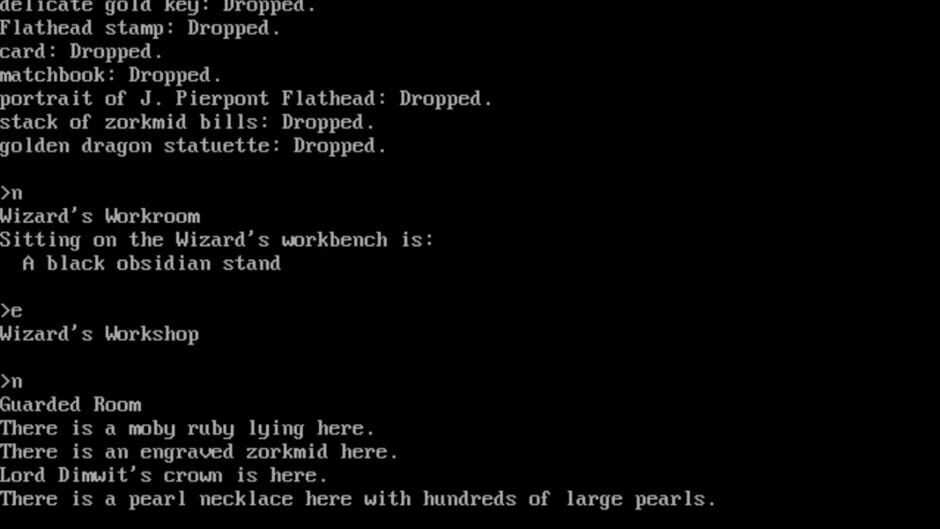 delicate gold key: Dropped.
Flathead stamp: Dropped.
card: Dropped.
matchbook: Dropped.
portrait of J. Pierpont Flathead: Dropped.
stack of zorkmid bills: Dropped.
golden dragon statuette: Dropped.
>n
Wizard's Workroom
Sitting on the Wizard's workbench is:
A black obsidian stand
>e
Wizard's Workshop
>n
Guarded Room
There is a moby ruby lying here.
There is an engraved zorkmid here.
Lord Dimwit's crown is here.
There is a pearl necklace here with hundreds of large pearls.